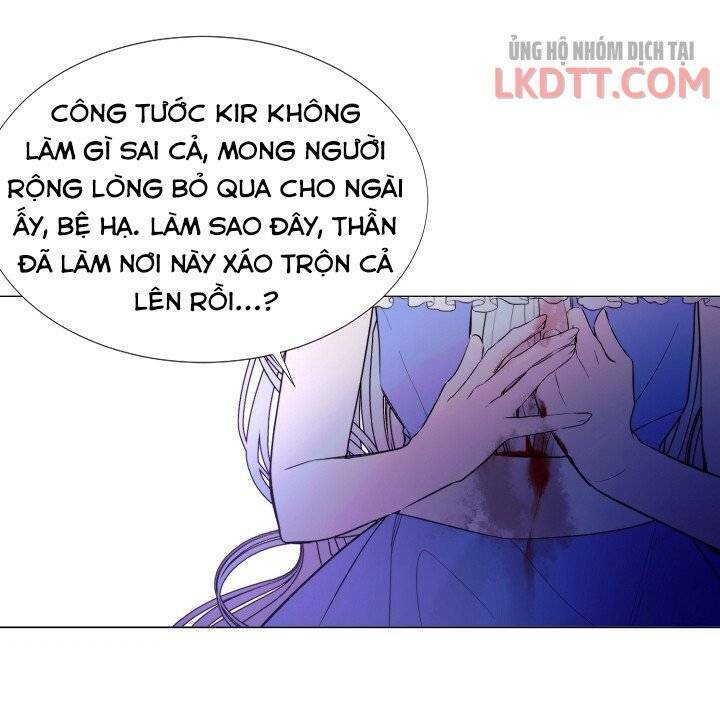 ỦNG HỘ NHÓM DỊCH TẠI
LKDTT.COM
CÔNG TƯỚC KIR KHÔNG
LÀM GÌ SAI CẢ, MONG NGƯỜI
RỘNG LÒNG BỎ QUA CHO NGÀI
ẤY, BỆ HẠ. LÀM SAO ĐÂY, THẦN
ĐÃ LÀM NƠI NÀY XÁO TRỘN CẢ
LÊN RỒI...?